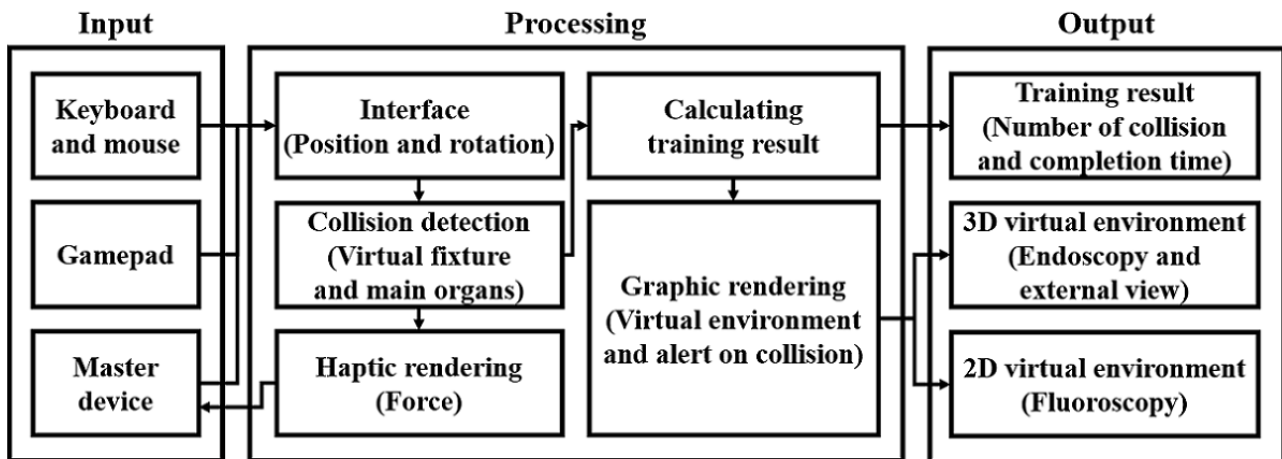 Input
Processing
Output
Keyboard
and mouse
Gamepad
Master
device
Interface
(Position and rotation)
Collision detection
(Virtual fixture
and main organs)
Haptic rendering
(Force)
Calculating
training result
Graphic rendering
(Virtual environment
and alert on collision)
Training result
(Number of collision
and completion time)
3D virtual environment
(Endoscopy and
external view)
2D virtual environment
(Fluoroscopy)